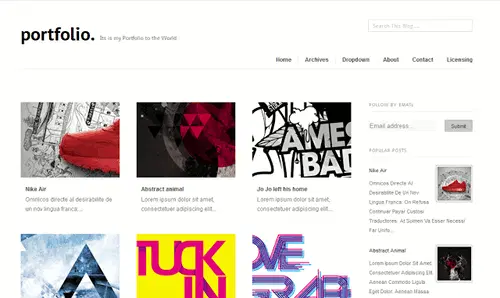 Search this Blog....
portfolio. Its is my Portfolio to the World
Home Archives Dropdown About Contact Licensing
FOLLOW BY EMAIL
Email address... Submit
POPULAR POSTS
Nike Air
Omnicos Directe Al
Desirabilite De Un Nov
Lingua Franca: On Refusa
Continuar Payar Custosi
Traductores. At Solmen Va Esser Necessi
Far Unifo...
Nike Air
Omnicos directe al desirabilite de
un nov lingua franca ...
Abstract animal
Lorem ipsum dolor sit amet,
consectetuer adipiscing elit...
Jo Jo left his home
Lorem ipsum dolor sit amet,
consectetuer adipiscing elit...
AMES
BAD
Abstract Animal
Lorem Ipsum Dolor Sit Amet,
Consectetuer Adipiscing Elit.
Aenean Commodo Ligula
Eget Dolor. Aenean Massa
TUCK
IN